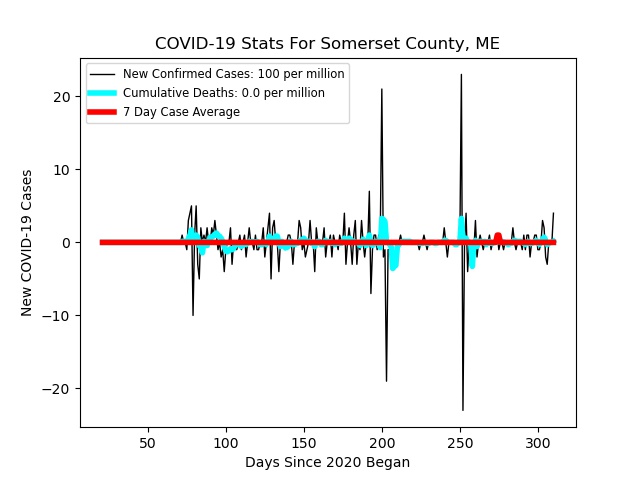 COVID-19 Stats For Somerset County, ME
New Confirmed Cases: 100 per million
Cumulative Deaths: 0.0 per million
7 Day Case Average
New COVID-19 Cases
20
10
0
−10
−20
50 100 150 200 250 300
Days Since 2020 Began